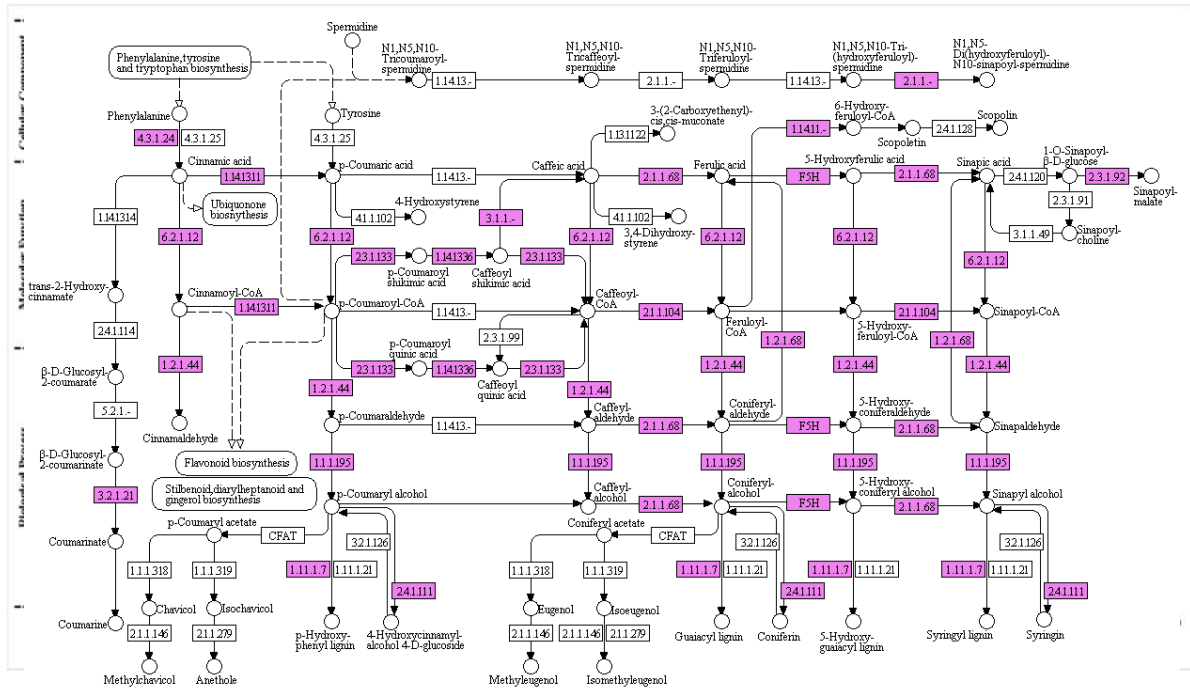 Spermidine
Phenylalanine,tyrosine
and tryptophan biosynthesis
N1,N5,N10-
Tricoumaroyl-
spermidine
1.14.13.-
N1,N5,N10-
Tricaffeoyl-
spermidine
2.1.1.-
N1,N5,N10-
Triferuloyl-
spermidine
1.14.13.-
N1,N5,N10-Tri-
(hydroxyferuloyl)-
spermidine
2.1.1.-
N1,N5-
Di(hydroxyferuloyl)-
N10-sinapoyl-spermidine
Phenylalanine
Tyrosine
4.3.1.24
4.3.1.25
4.3.1.25
3-(2-Carboxyethenyl)-
cis,cis-muconate
1.13.11.22
1.14.11.-
6-Hydroxy-
feruloyl-CoA
Scopoletin
2.4.1.128
Scopolin
Cinnamic acid
1.14.13.11
p-Coumaric acid
1.14.13.-
Caffeic acid
2.1.1.68
Ferulic acid
F5H
5-Hydroxyferulic acid
2.1.1.68
Sinapic acid
2.4.1.120
1-O-Sinapoyl-
β-D-glucose
2.3.1.92
Sinapoyl-
malate
2.3.1.91
3.1.1.49
Sinapoyl-
choline
Ubiquonone
biosnythesis
1.14.13.14
4.1.1.102
4-Hydroxystyrene
3.1.1.-
4.1.1.102
3,4-Dihydroxy-
styrene
6.2.1.12
6.2.1.12
6.2.1.12
6.2.1.12
6.2.1.12
6.2.1.12
2.3.1.133
p-Coumaroyl
shikimic acid
1.14.13.36
Caffeoyl
shikimic acid
2.3.1.133
trans-2-Hydroxy-
cinnamate
Cinnamoyl-CoA
1.14.13.11
p-Coumaroyl-CoA
1.14.13.-
Caffeoyl-
CoA
2.1.1.104
Feruloyl-
CoA
5-Hydroxy-
feruloyl-CoA
2.1.1.104
Sinapoyl-CoA
2.4.1.114
2.3.1.99
1.2.1.68
1.2.1.68
p-Coumaroyl
quinic acid
2.3.1.133
1.14.13.36
Caffeoyl
quinic acid
2.3.1.133
1.2.1.44
1.2.1.44
1.2.1.44
1.2.1.44
1.2.1.44
1.2.1.44
β-D-Glucosyl-
2-coumarate
5.2.1.-
Cinnamaldehyde
p-Coumaraldehyde
1.14.13.-
Caffeyl-
aldehyde
2.1.1.68
Coniferyl-
aldehyde
F5H
5-Hydroxy-
coniferaldehyde
2.1.1.68
Sinapaldehyde
β-D-Glucosyl-
2-coumarinate
Flavonoid biosynthesis
Stilbenoid,diarylheptanoid and
gingerol biosynthesis
1.1.1.195
1.1.1.195
1.1.1.195
1.1.1.195
1.1.1.195
3.2.1.21
p-Coumaryl alcohol
Caffeyl-
alcohol
2.1.1.68
Coniferyl-
alcohol
F5H
5-Hydroxy-
coniferyl alcohol
2.1.1.68
Sinapyl alcohol
Coumarinate
p-Coumaryl acetate
CFAT
Coniferyl acetate
CFAT
3.2.1.126
3.2.1.126
3.2.1.126
1.1.1.318
1.1.1.319
1.11.1.7
1.11.1.21
2.4.1.111
1.1.1.318
1.1.1.319
1.11.1.7
1.11.1.21
2.4.1.111
1.11.1.7
1.11.1.21
1.11.1.7
1.11.1.21
2.4.1.111
Coumarine
Chavicol
Isochavicol
p-Hydroxy-
phenyl lignin
4-Hydroxycinnamyl-
alcohol 4-D-glucoside
Eugenol
Isoeugenol
Guaiacyl lignin
Coniferin
5-Hydroxy-
guaiacyl lignin
Syringyl lignin
Syringin
2.1.1.146
2.1.1.279
2.1.1.146
2.1.1.146
2.1.1.279
Methylchavicol
Anethole
Methyleugenol
Isomethyleugenol